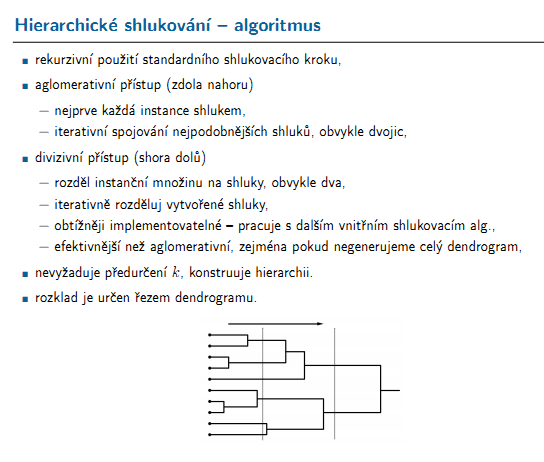 Hierarchické shlukování – algoritmus
rekurzivní použití standardního shlukovacího kroku,
aglomerativní přístup (zdola nahoru)
– nejprve každá instance shlukem,
– iterativní spojování nejpodobnějších shluků, obvykle dvojic,
divizivní přístup (shora dolů)
– rozděl instanční množinu na shluky, obvykle dva,
– iterativně rozděluj vytvořené shluky,
– obtížněji implementovatelné – pracuje s dalším vnitřním shlukovacím alg.,
– efektivnější než aglomerativní, zejména pokud negenerujeme celý dendrogram,
nevyžaduje předurčení k, konstruuje hierarchii.
rozklad je určen řezem dendrogramu.